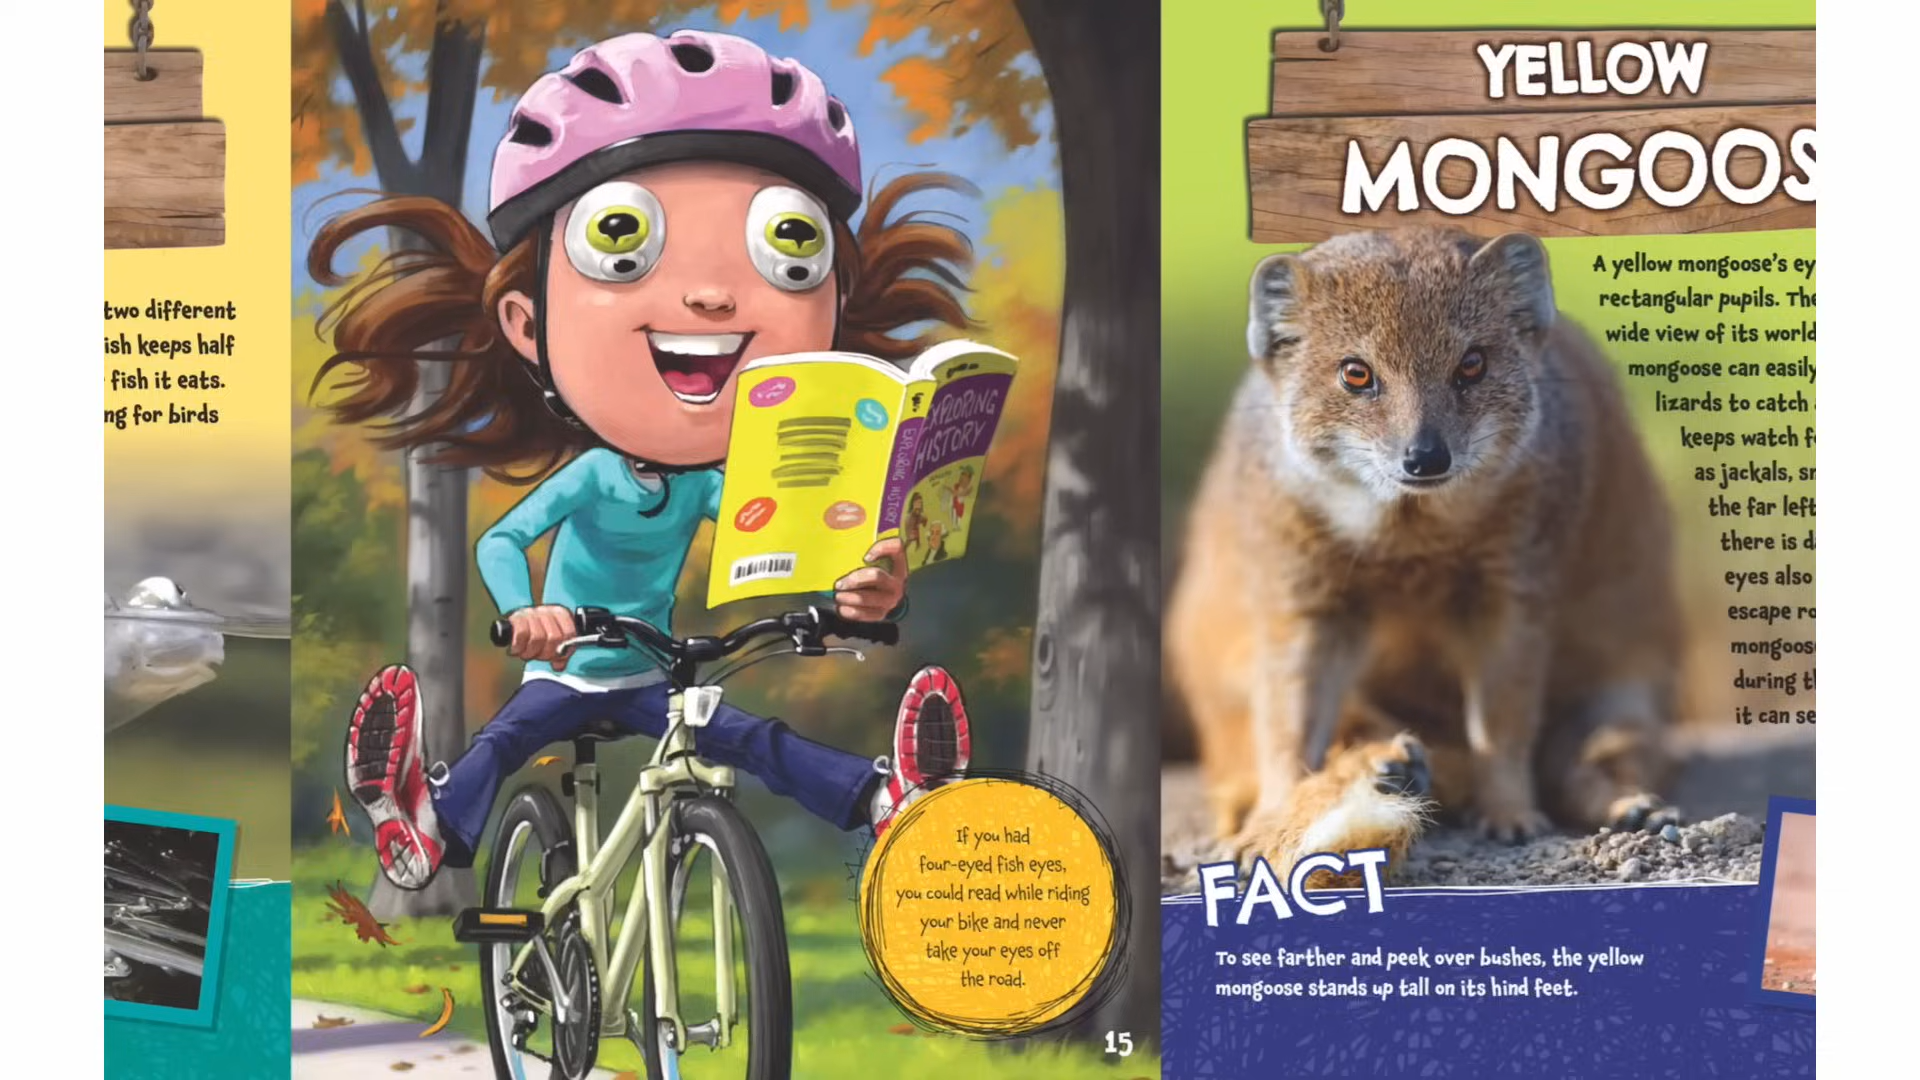 two different
ish keeps half
fish it eats.
ng for birds
EXPLORING
HISTORY
EXPLORING HISTORY
If you had
four-eyed fish eyes,
you could read while riding
your bike and never
take your eyes off
the road.
15
YELLOW
MONGOOS
A yellow mongoose's ey
rectangular pupils. The
wide view of its world
mongoose can easily
lizards to catch
keeps watch f
as jackals, sn
the far left
there is d
eyes also
escape ro
mongoos
during t
it can se
FACT
To see farther and peek over bushes, the yellow
mongoose stands up tall on its hind feet.